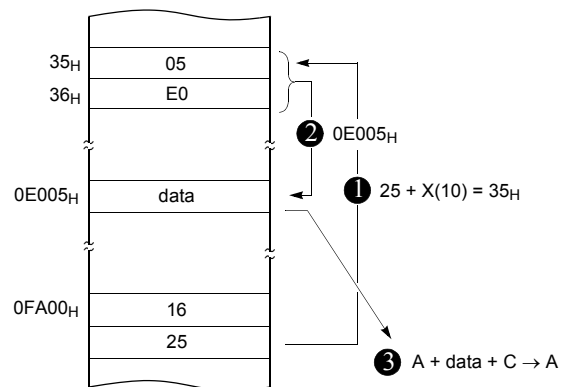 35H 05
36H E0
2 0E005H
0E005H data
1 25 + X(10) = 35H
0FA00H 16
25
3 A + data + C → A